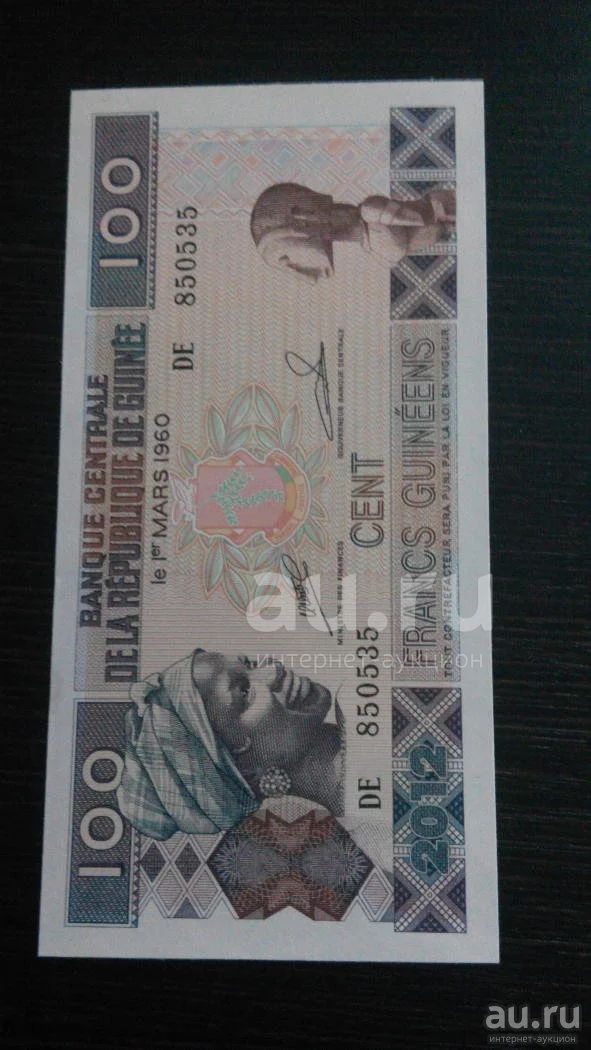 100
100
BANQUE CENTRALE
DE LA RÉPUBLIQUE DE GUINÉE
le 1er MARS 1960
DE 850535
MINISTRE DES FINANCES
GOUVERNEUR BANQUE CENTRALE
DE 850535
CENT
FRANCS GUINÉENS
TOUT CONTREFACTEUR SERA PUNI PAR LA LOI EN VIGUEUR
2012
au.ru
интернет-аукцион
au.ru
интернет-аукцион